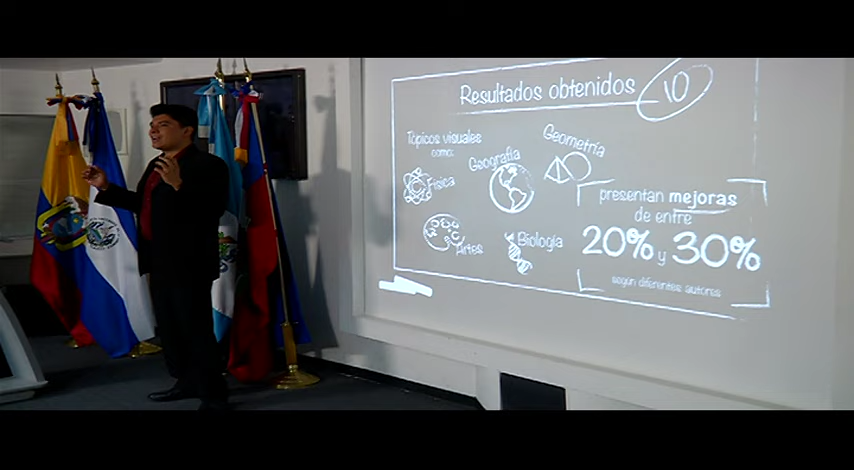 Resultados obtenidos 10
Tópicos visuales
como:
Física
Geografía
Geometría
Artes
Biología
presentan mejoras
de entre
20% y 30%
según diferentes autores